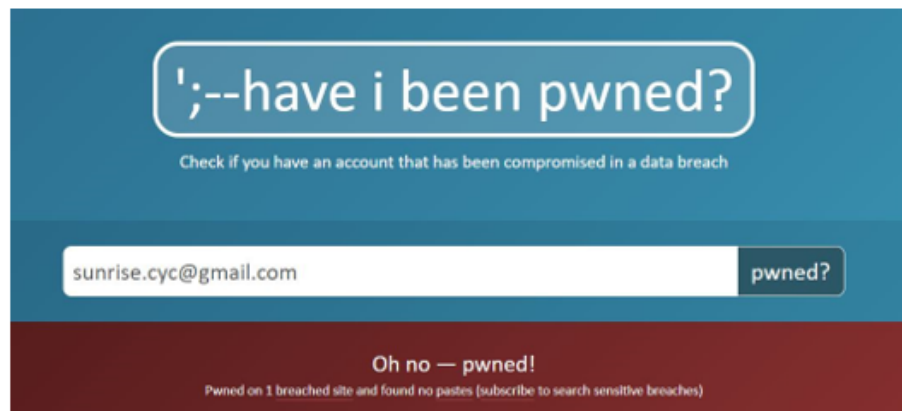 ';--have i been pwned?
Check if you have an account that has been compromised in a data breach
sunrise.cyc@gmail.com pwned?
Oh no — pwned!
Pwned on 1 breached site and found no pastes (subscribe to search sensitive breaches)